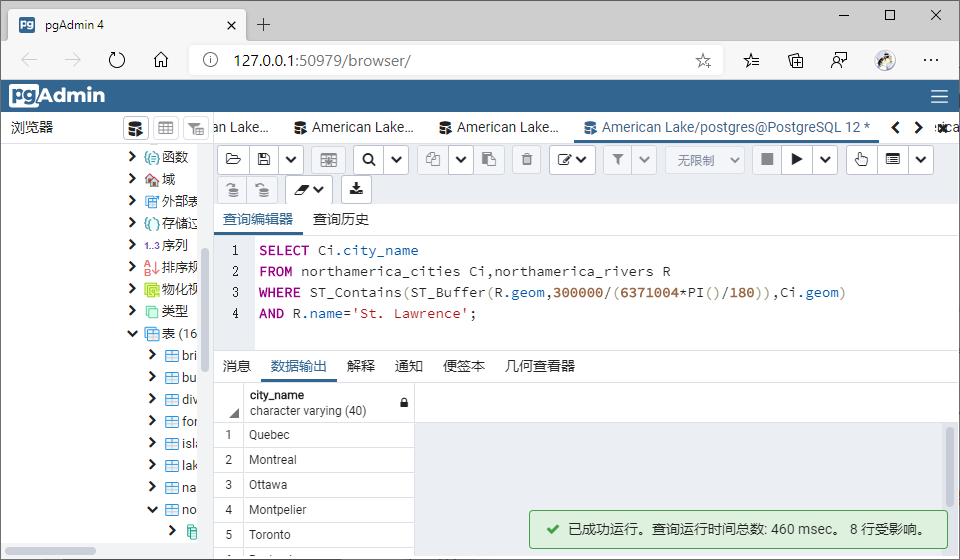 pgAdmin 4
127.0.0.1:50979/browser/
pgAdmin
浏览器
an Lake...
American Lake...
American Lake...
American Lake/postgres@PostgreSQL 12 *
函数
域
外部表
存储过
1..3 序列
排序规
物化视
类型
表 (16
bri
bu
div
for
isla
lak
na
no
无限制
查询编辑器 查询历史
1 SELECT Ci.city_name
2 FROM northamerica_cities Ci,northamerica_rivers R
3 WHERE ST_Contains(ST_Buffer(R.geom,300000/(6371004*PI()/180)),Ci.geom)
4 AND R.name='St. Lawrence';
消息 数据输出 解释 通知 便签本 几何查看器
city_name
character varying (40)
1 Quebec
2 Montreal
3 Ottawa
4 Montpelier
5 Toronto
已成功运行。查询运行时间总数: 460 msec。 8 行受影响。